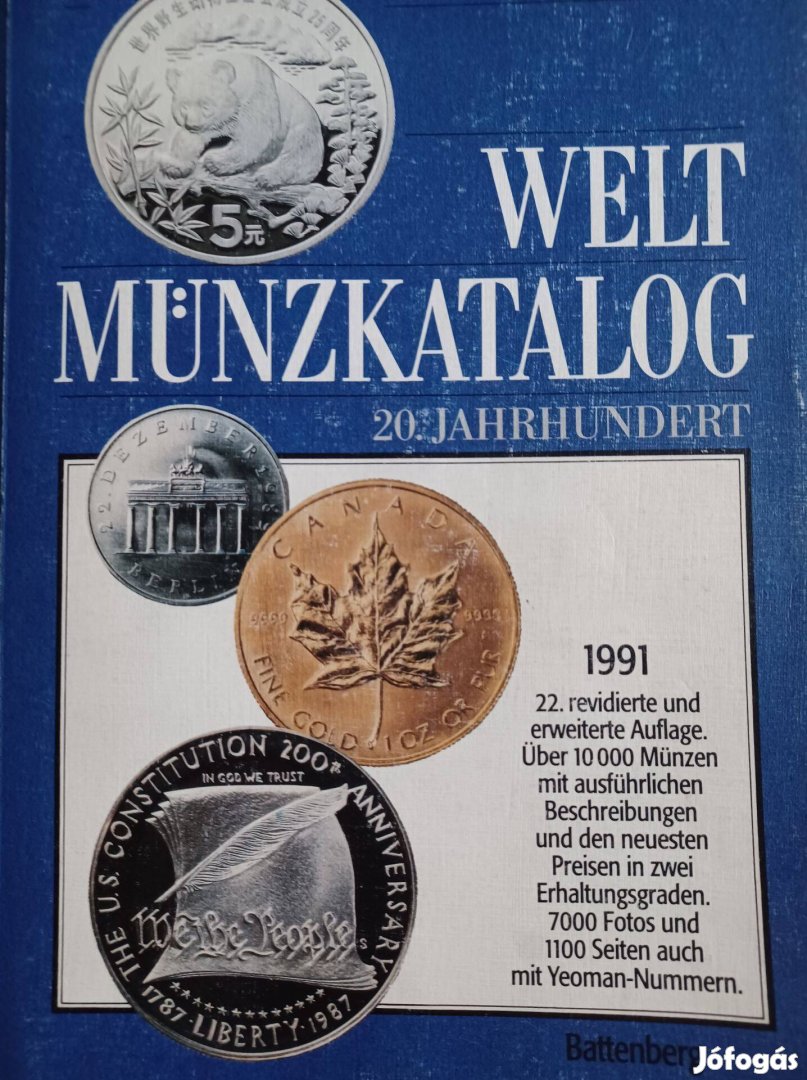 5元
WELT
MÜNZKATALOG
20. JAHRHUNDERT
22. DEZEMBER 1989
BERLIN
CANADA
9999 9999
FINE GOLD 1 OZ OR PUR
1991
22. revidierte und
erweiterte Auflage.
Über 10 000 Münzen
mit ausführlichen
Beschreibungen
und den neuesten
Preisen in zwei
Erhaltungsgraden.
7000 Fotos und
1100 Seiten auch
mit Yeoman-Nummern.
THE U.S. CONSTITUTION 200TH ANNIVERSARY
IN GOD WE TRUST
We the People
S
1787·LIBERTY·1987
Battenberg
Jófogás